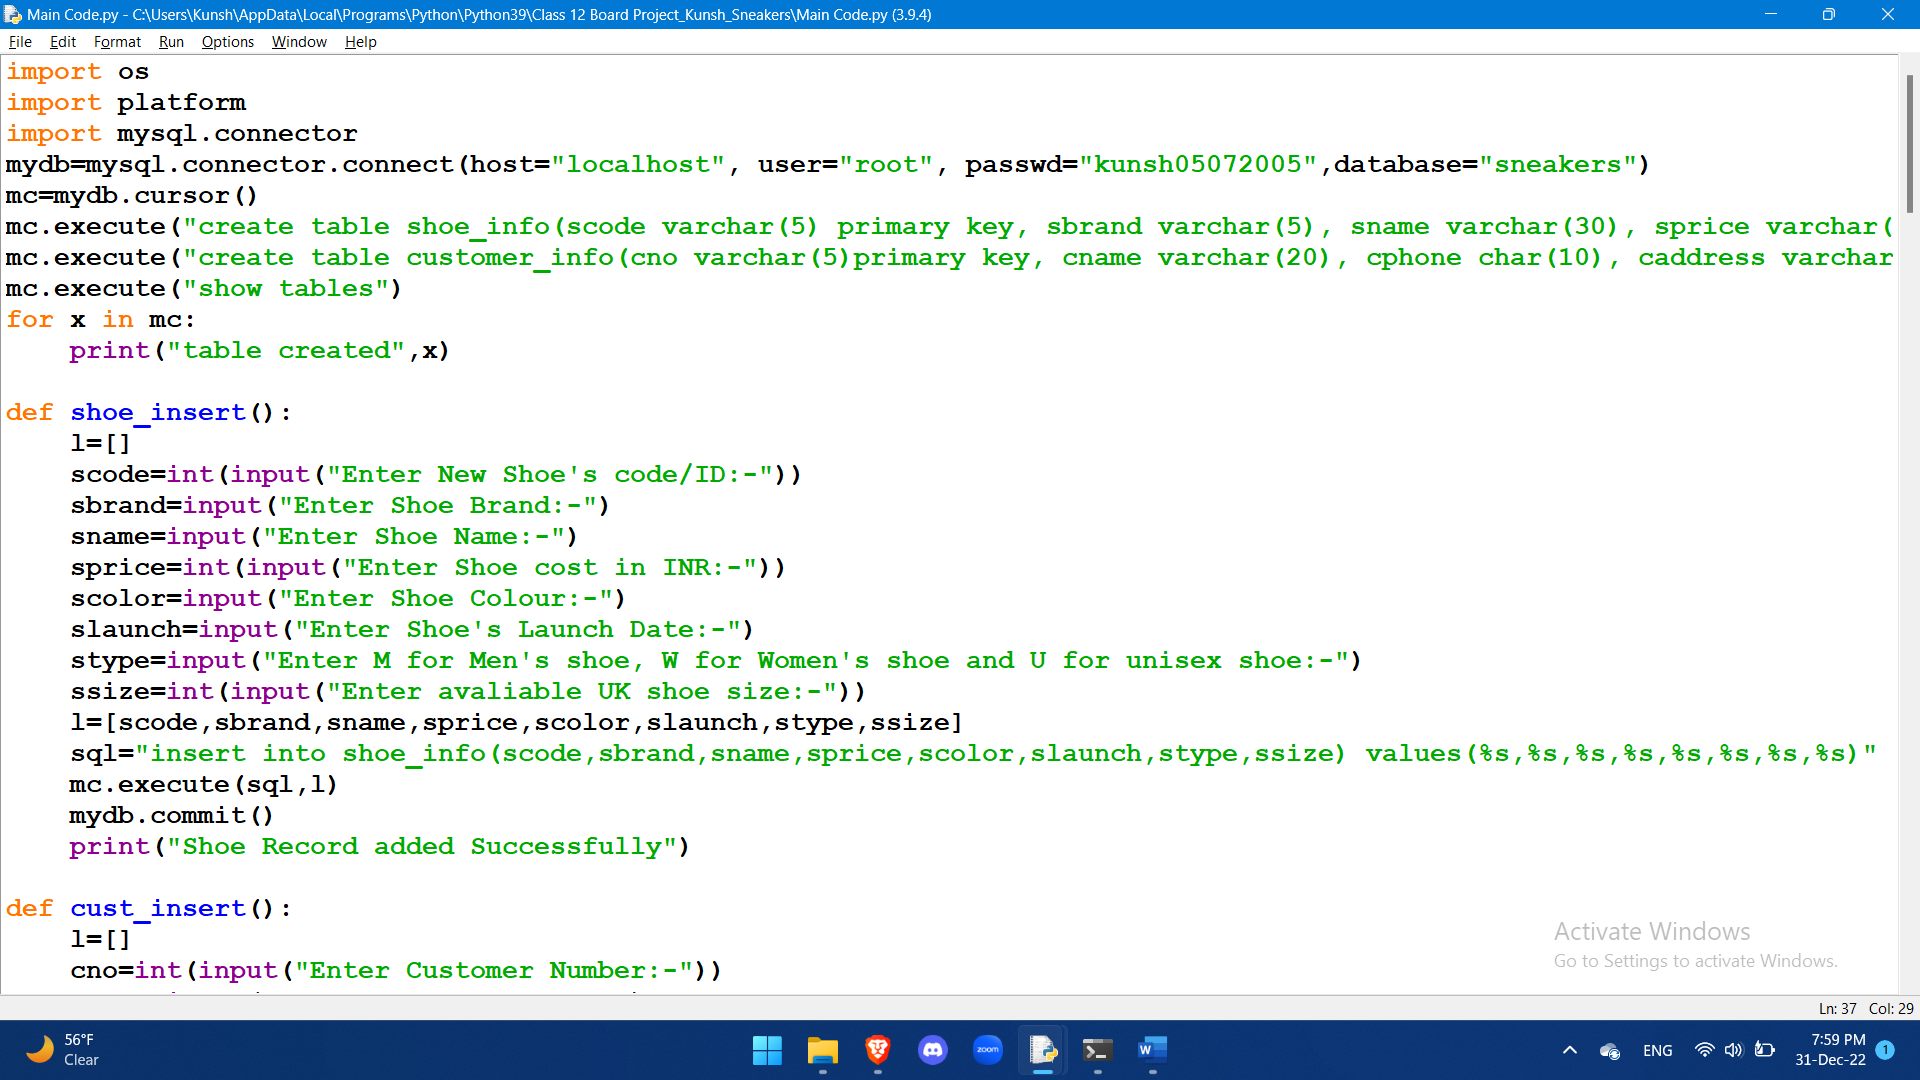 Main Code.py - C:\Users\Kunsh\AppData\Local\Programs\Python\Python39\Class 12 Board Project_Kunsh_Sneakers\Main Code.py (3.9.4)
File Edit Format Run Options Window Help
import os
import platform
import mysql.connector
mydb=mysql.connector.connect(host="localhost", user="root", passwd="kunsh05072005",database="sneakers")
mc=mydb.cursor()
mc.execute("create table shoe_info(scode varchar(5) primary key, sbrand varchar(5), sname varchar(30), sprice varchar(
mc.execute("create table customer_info(cno varchar(5)primary key, cname varchar(20), cphone char(10), caddress varchar
mc.execute("show tables")
for x in mc:
    print("table created",x)
def shoe_insert():
    l=[]
    scode=int(input("Enter New Shoe's code/ID:-"))
    sbrand=input("Enter Shoe Brand:-")
    sname=input("Enter Shoe Name:-")
    sprice=int(input("Enter Shoe cost in INR:-"))
    scolor=input("Enter Shoe Colour:-")
    slaunch=input("Enter Shoe's Launch Date:-")
    stype=input("Enter M for Men's shoe, W for Women's shoe and U for unisex shoe:-")
    ssize=int(input("Enter avaliable UK shoe size:-"))
    l=[scode,sbrand,sname,sprice,scolor,slaunch,stype,ssize]
    sql="insert into shoe_info(scode,sbrand,sname,sprice,scolor,slaunch,stype,ssize) values(%s,%s,%s,%s,%s,%s,%s,%s)"
    mc.execute(sql,l)
    mydb.commit()
    print("Shoe Record added Successfully")
def cust_insert():
    l=[]
    cno=int(input("Enter Customer Number:-"))
Activate Windows
Go to Settings to activate Windows.
Ln: 37 Col: 29
56°F
Clear
zoom
W
ENG
7:59 PM
31-Dec-22
1